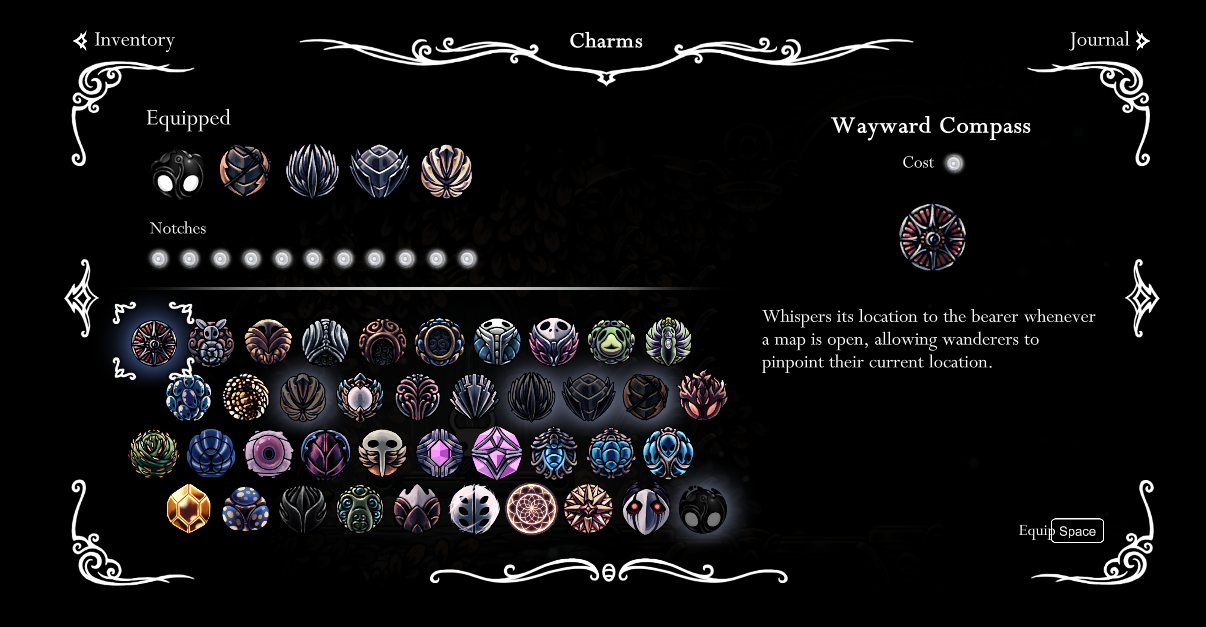 Inventory
Charms
Journal
Equipped
Wayward Compass
Cost
Notches
Whispers its location to the bearer whenever
a map is open, allowing wanderers to
pinpoint their current location.
Equip Space